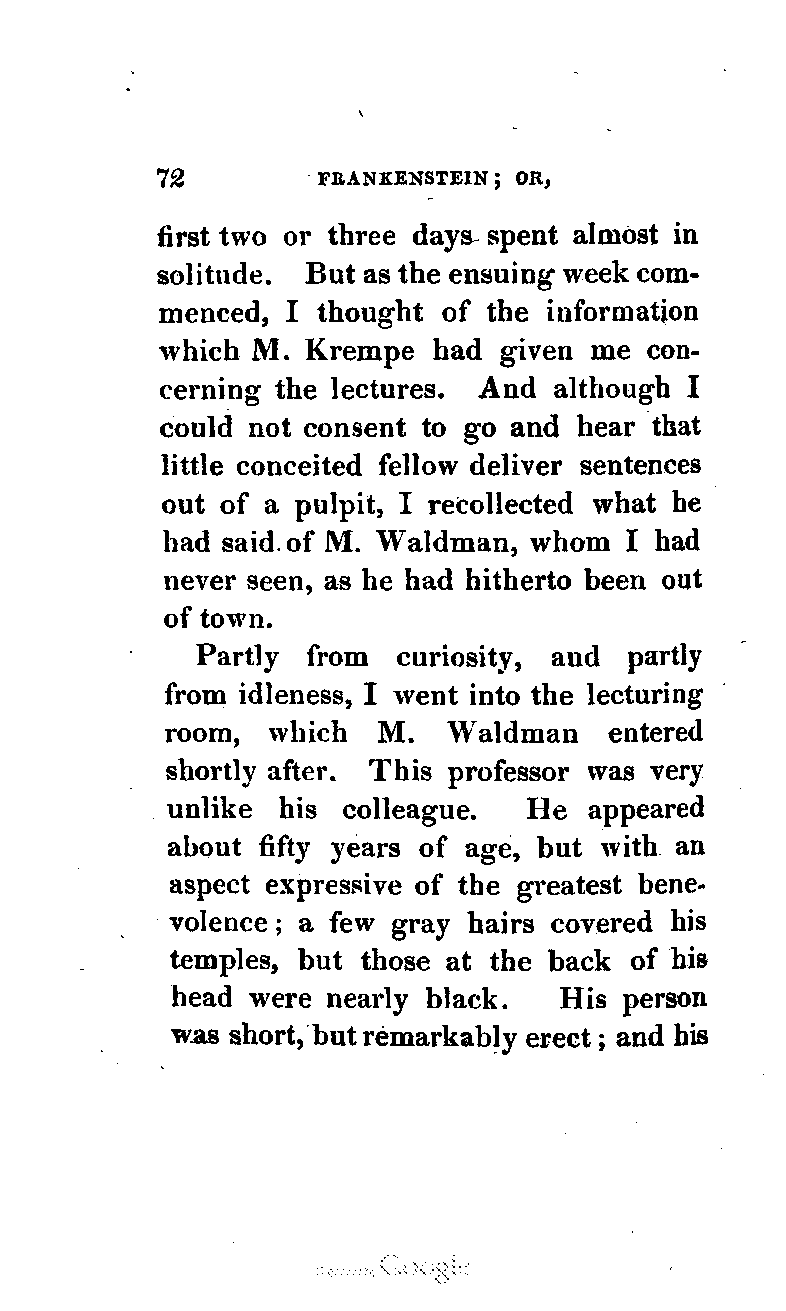 72 FRANKENSTEIN; OR,
first two or three days spent almost in
solitude. But as the ensuing week com-
menced, I thought of the information
which M. Krempe had given me con-
cerning the lectures. And although I
could not consent to go and hear that
little conceited fellow deliver sentences
out of a pulpit, I recollected what he
had said of M. Waldman, whom I had
never seen, as he had hitherto been out
of town.
Partly from curiosity, and partly
from idleness, I went into the lecturing
room, which M. Waldman entered
shortly after. This professor was very
unlike his colleague. He appeared
about fifty years of age, but with an
aspect expressive of the greatest bene-
volence; a few gray hairs covered his
temples, but those at the back of his
head were nearly black. His person
was short, but remarkably erect; and his
Google